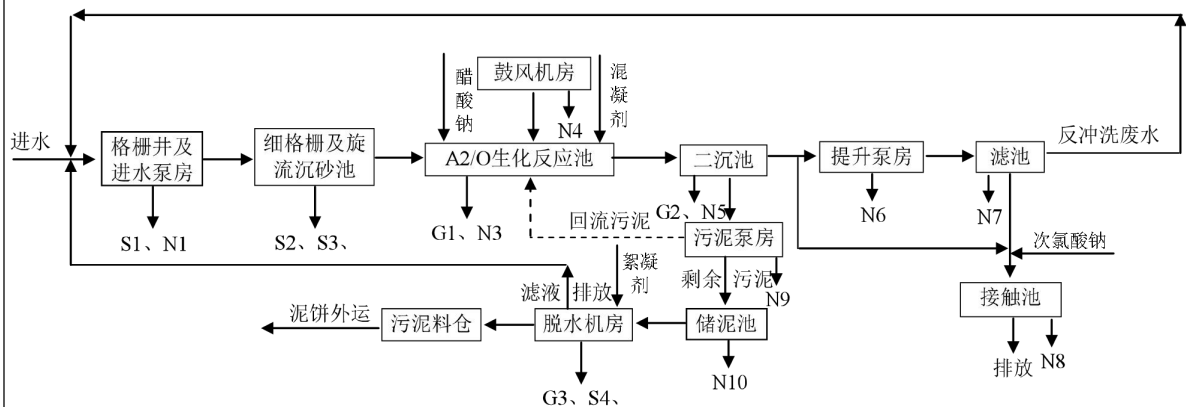 醋酸钠
鼓风机房
混凝剂
N4
进水
格栅井及
进水泵房
细格栅及旋
流沉砂池
A2/O生化反应池
二沉池
提升泵房
滤池
反冲洗废水
S1、N1
S2、S3、
G1、N3
G2、N5
N6
N7
回流污泥
污泥泵房
次氯酸钠
絮凝剂
剩余
污泥
N9
滤液
排放
接触池
泥饼外运
污泥料仓
脱水机房
储泥池
排放
N8
N10
G3、S4、